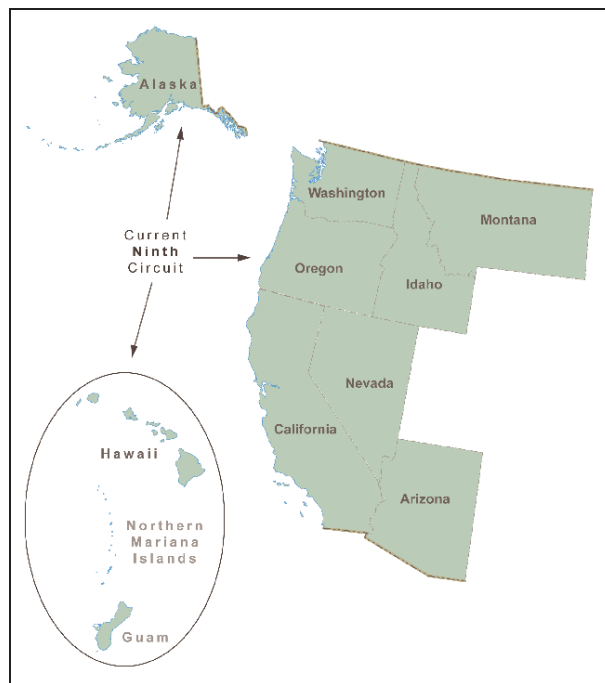 Alaska
Washington
Montana
Current
Ninth
Circuit
Oregon
Idaho
Nevada
California
Hawaii
Arizona
Northern
Mariana
Islands
Guam